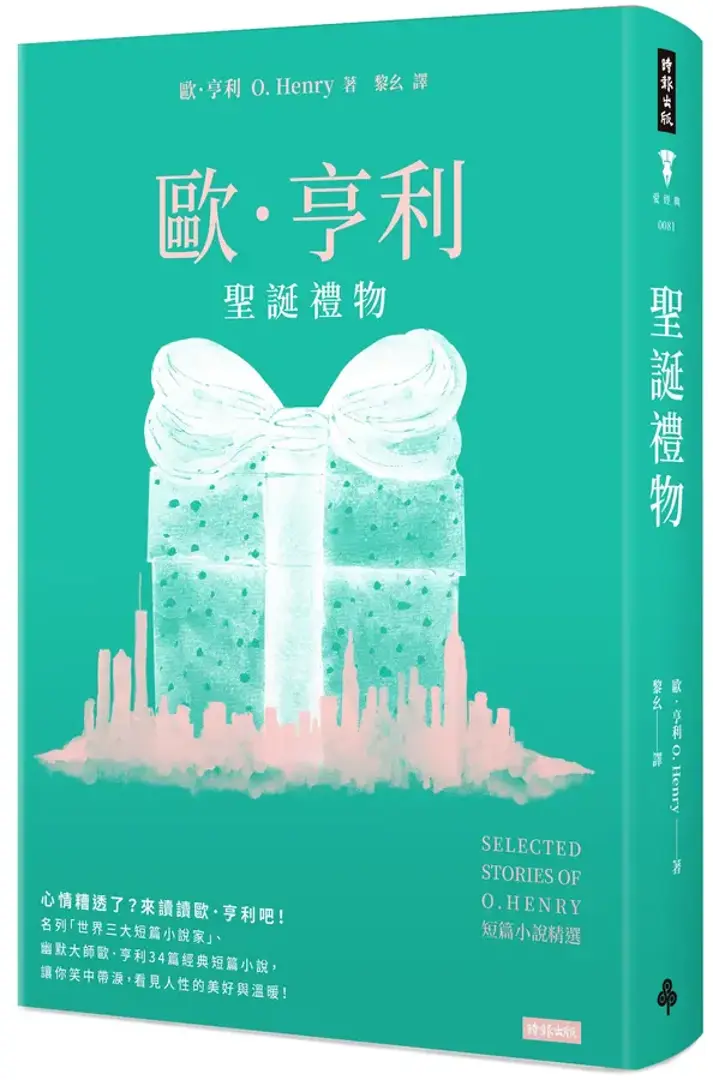 歐·亨利 O. Henry 著 黎幺 譯
歐·亨利
聖誕禮物
SELECTED
STORIES OF
O. HENRY
短篇小說精選
心情糟透了？來讀讀歐·亨利吧！
名列「世界三大短篇小說家」、
幽默大師歐·亨利34篇經典短篇小說，
讓你笑中帶淚，看見人性的美好與溫暖！
時報出版
時報出版
愛經典
0081
聖誕禮物
歐·亨利 O. Henry——著
黎幺——譯